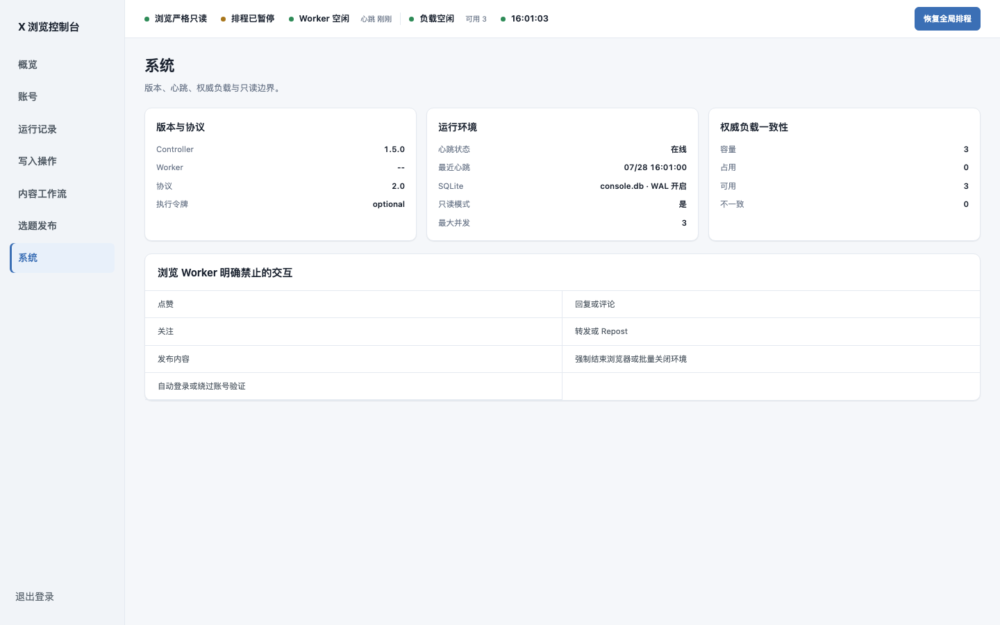 X 浏览控制台
概览
账号
运行记录
写入操作
内容工作流
选题发布
系统
退出登录
浏览严格只读 排程已暂停 Worker 空闲 心跳 刚刚 负载空闲 可用 3 16:01:03 恢复全局排程
系统
版本、心跳、权威负载与只读边界。
版本与协议
Controller 1.5.0
Worker --
协议 2.0
执行令牌 optional
运行环境
心跳状态 在线
最近心跳 07/28 16:01:00
SQLite console.db · WAL 开启
只读模式 是
最大并发 3
权威负载一致性
容量 3
占用 0
可用 3
不一致 0
浏览 Worker 明确禁止的交互
点赞 回复或评论
关注 转发或 Repost
发布内容 强制结束浏览器或批量关闭环境
自动登录或绕过账号验证